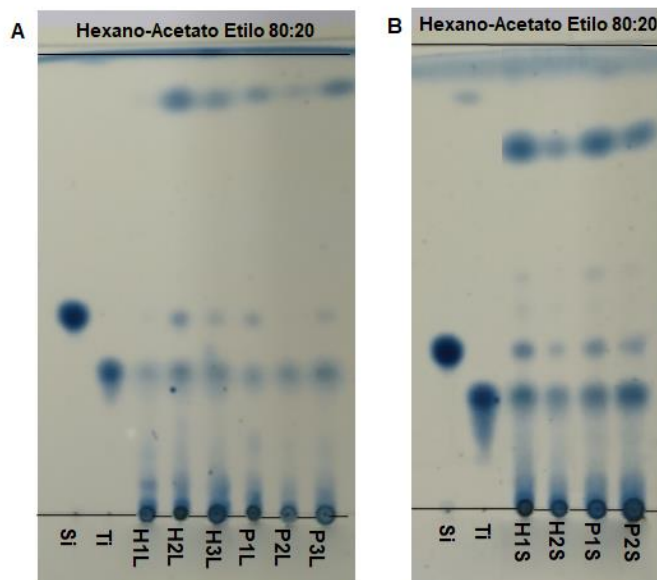 A
Hexano-Acetato Etilo 80:20
Si
Ti
H1L
H2L
H3L
P1L
P2L
P3L
B
Hexano-Acetato Etilo 80:20
Si
Ti
H1S
H2S
P1S
P2S